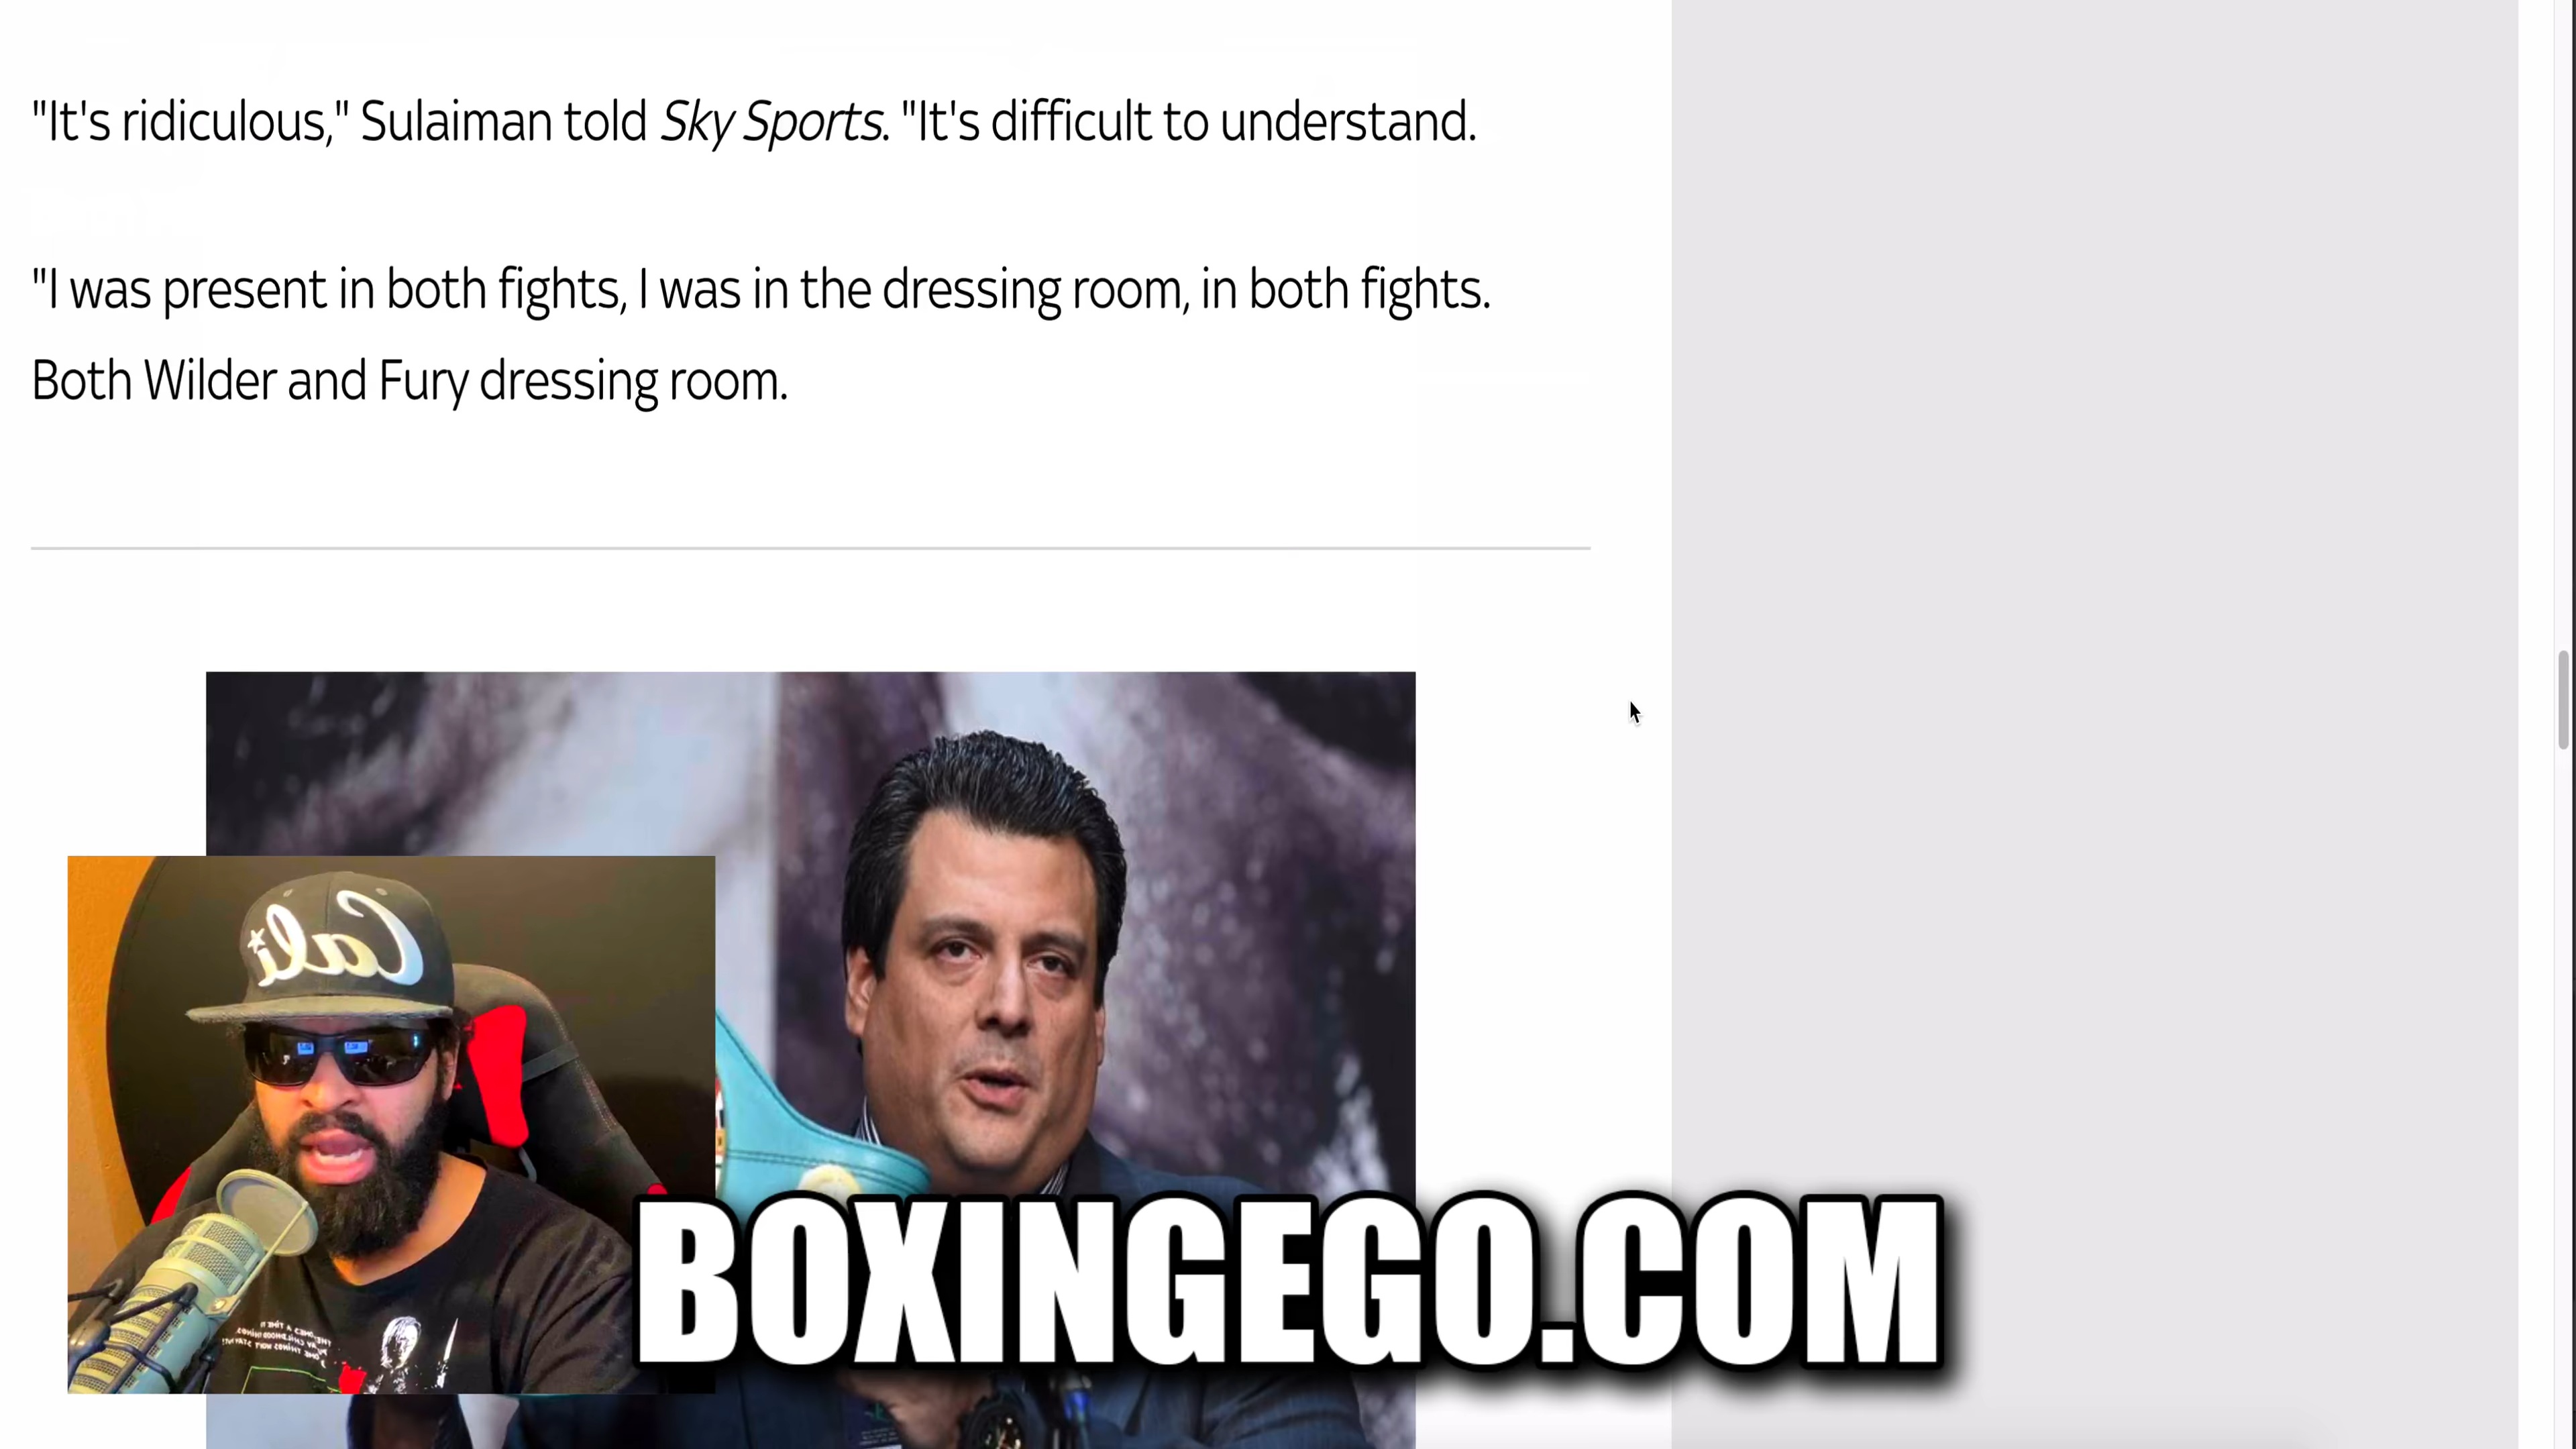 "It's ridiculous," Sulaiman told Sky Sports. "It's difficult to understand.
"I was present in both fights, I was in the dressing room, in both fights.
Both Wilder and Fury dressing room.
Cali
BOXINGEGO.COM